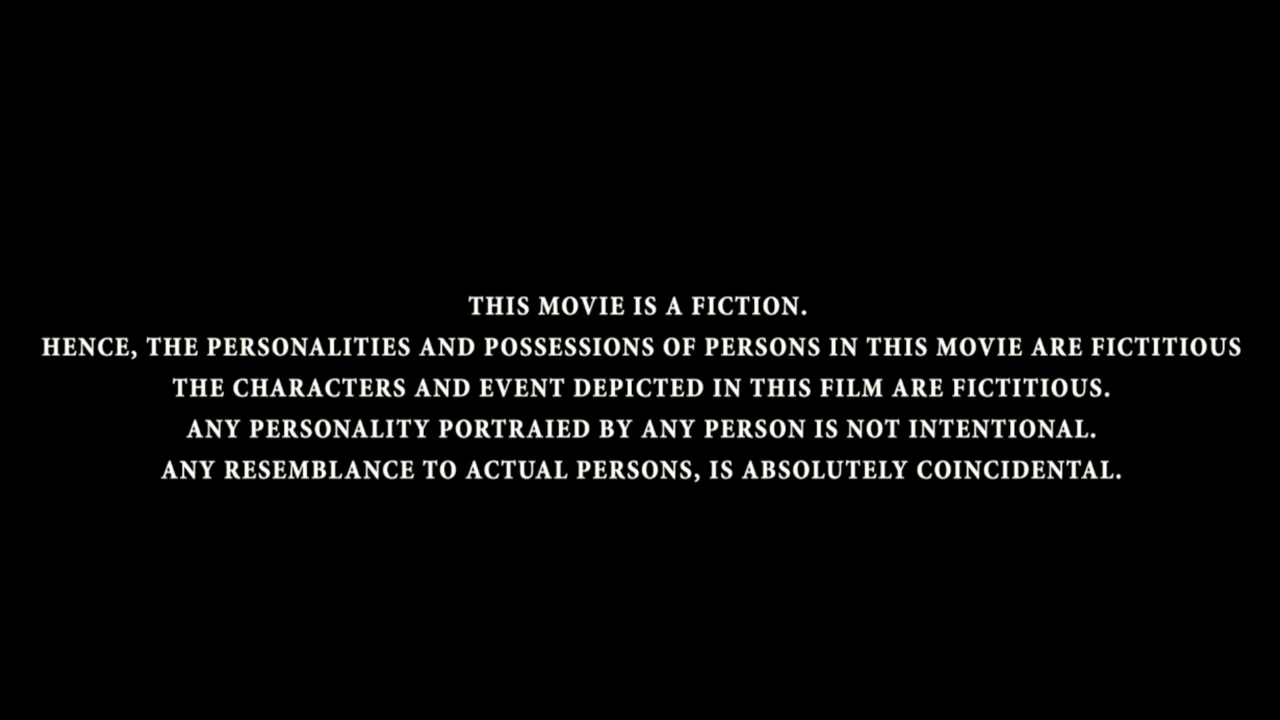 THIS MOVIE IS A FICTION.
HENCE, THE PERSONALITIES AND POSSESSIONS OF PERSONS IN THIS MOVIE ARE FICTITIOUS
THE CHARACTERS AND EVENT DEPICTED IN THIS FILM ARE FICTITIOUS.
ANY PERSONALITY PORTRAIED BY ANY PERSON IS NOT INTENTIONAL.
ANY RESEMBLANCE TO ACTUAL PERSONS, IS ABSOLUTELY COINCIDENTAL.